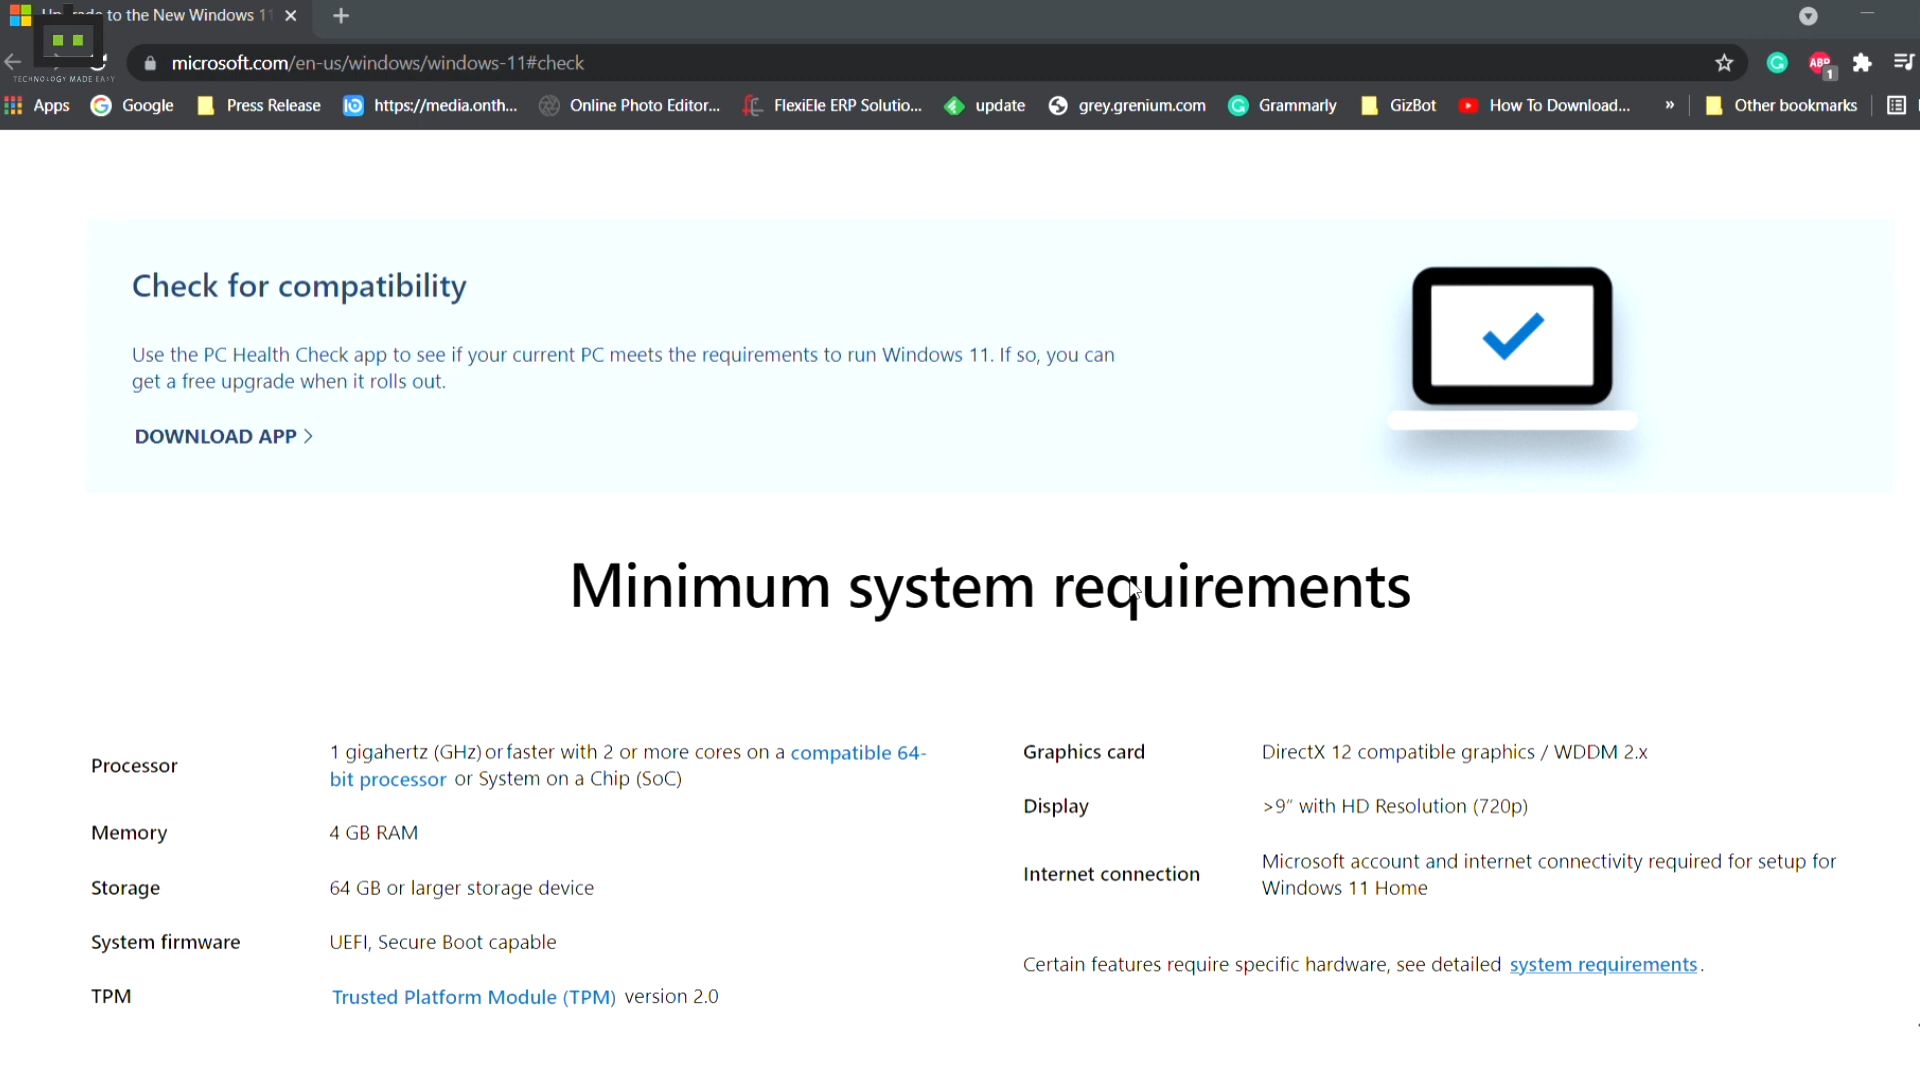 to the New Windows 11
TECHNOLOGY MADE EASY
microsoft.com/en-us/windows/windows-11#check
ABP
1
Apps
Google
Press Release
https://media.onth...
Online Photo Editor...
FlexiEle ERP Solutio...
update
grey.grenium.com
Grammarly
GizBot
How To Download...
»
Other bookmarks
Check for compatibility
Use the PC Health Check app to see if your current PC meets the requirements to run Windows 11. If so, you can
get a free upgrade when it rolls out.
DOWNLOAD APP >
Minimum system requirements
Processor
1 gigahertz (GHz) or faster with 2 or more cores on a compatible 64-
bit processor or System on a Chip (SoC)
Memory
4 GB RAM
Storage
64 GB or larger storage device
System firmware
UEFI, Secure Boot capable
TPM
Trusted Platform Module (TPM) version 2.0
Graphics card
DirectX 12 compatible graphics / WDDM 2.x
Display
>9” with HD Resolution (720p)
Internet connection
Microsoft account and internet connectivity required for setup for
Windows 11 Home
Certain features require specific hardware, see detailed system requirements.